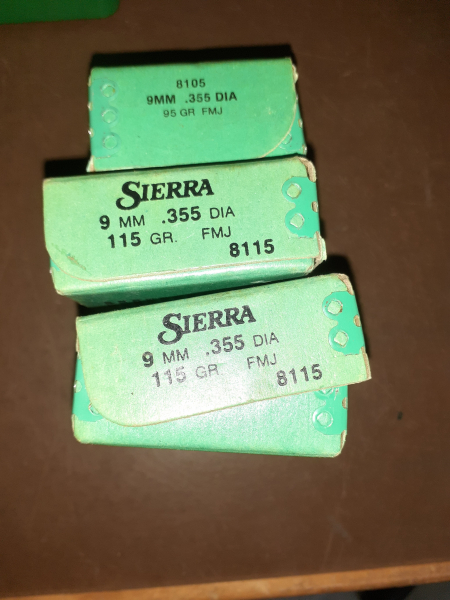 8105
9MM .355 DIA
95 GR FMJ
SIERRA
9 MM .355 DIA
115 GR. FMJ
8115
SIERRA
9 MM .355 DIA
115 GR. FMJ
8115